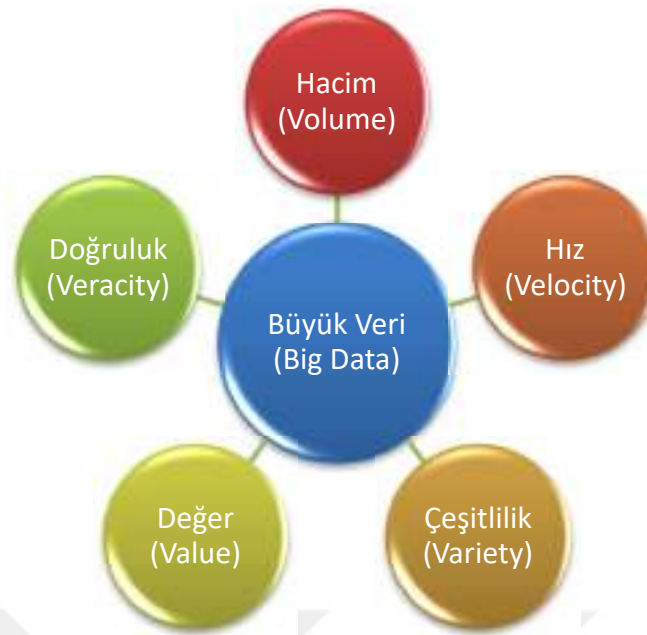 Hacim
(Volume)
Doğruluk
(Veracity)
Hız
(Velocity)
Büyük Veri
(Big Data)
Değer
(Value)
Çeşitlilik
(Variety)